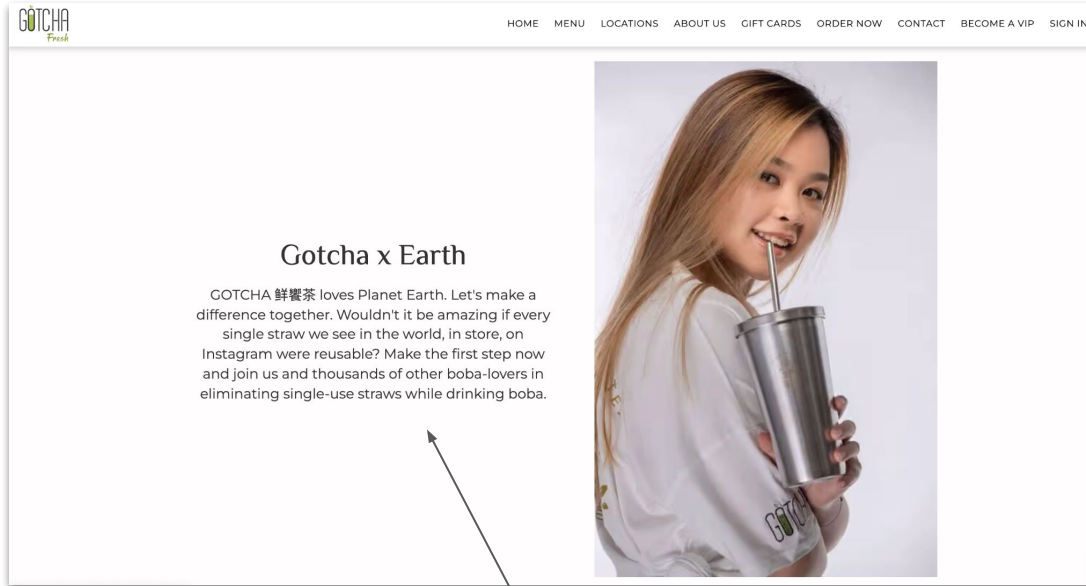 GOTCHA
Fresh
HOME MENU LOCATIONS ABOUT US GIFT CARDS ORDER NOW CONTACT BECOME A VIP SIGN IN
Gotcha x Earth
GOTCHA 鲜饗茶 loves Planet Earth. Let's make a
difference together. Wouldn't it be amazing if every
single straw we see in the world, in store, on
Instagram were reusable? Make the first step now
and join us and thousands of other boba-lovers in
eliminating single-use straws while drinking boba.
GOTCHA